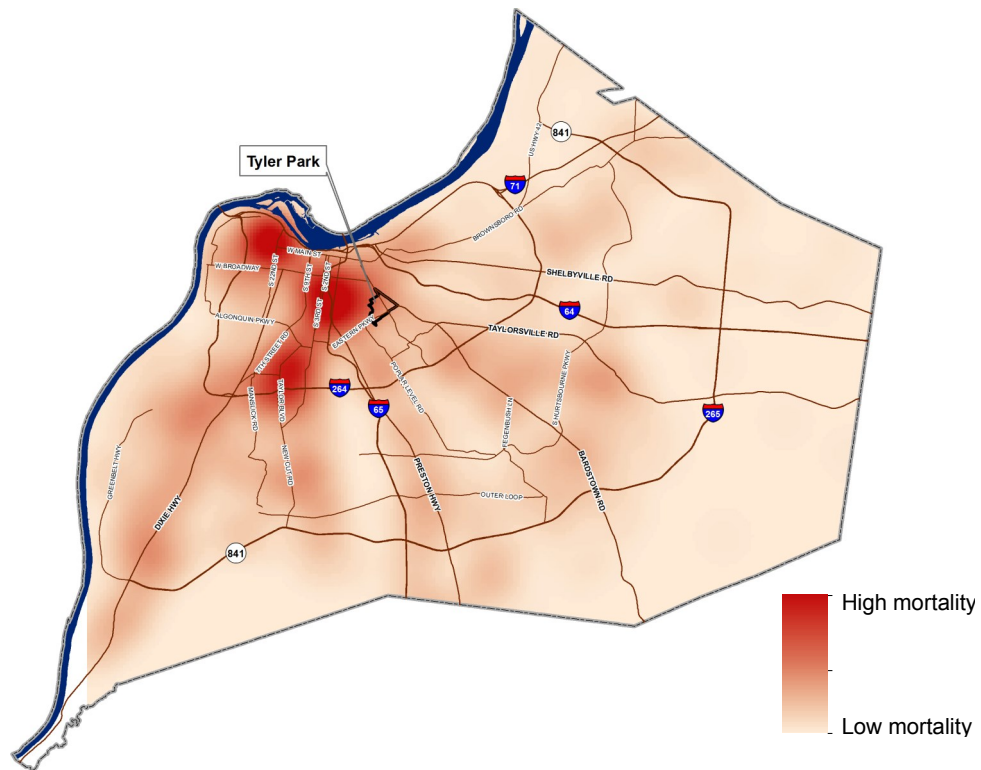 841
US HWY 42
Tyler Park
71
BROWNSBORO RD
W MAIN ST
W BROADWAY
S 22ND ST
S 9TH ST
S 2ND ST
SHELBYVILLE RD
S 3RD ST
64
ALGONQUIN PKWY
EASTERN PKWY
TAYLORSVILLE RD
7TH STREET RD
264
POPLAR LEVEL RD
S HURTSBOURNE PKWY
MANSLICK RD
TAYLOR BLVD
65
265
FEGENBUSH LN
GREENBELT HWY
NEW CUT RD
PRESTON HWY
BARDSTOWN RD
DIXIE HWY
OUTER LOOP
841
High mortality
Low mortality